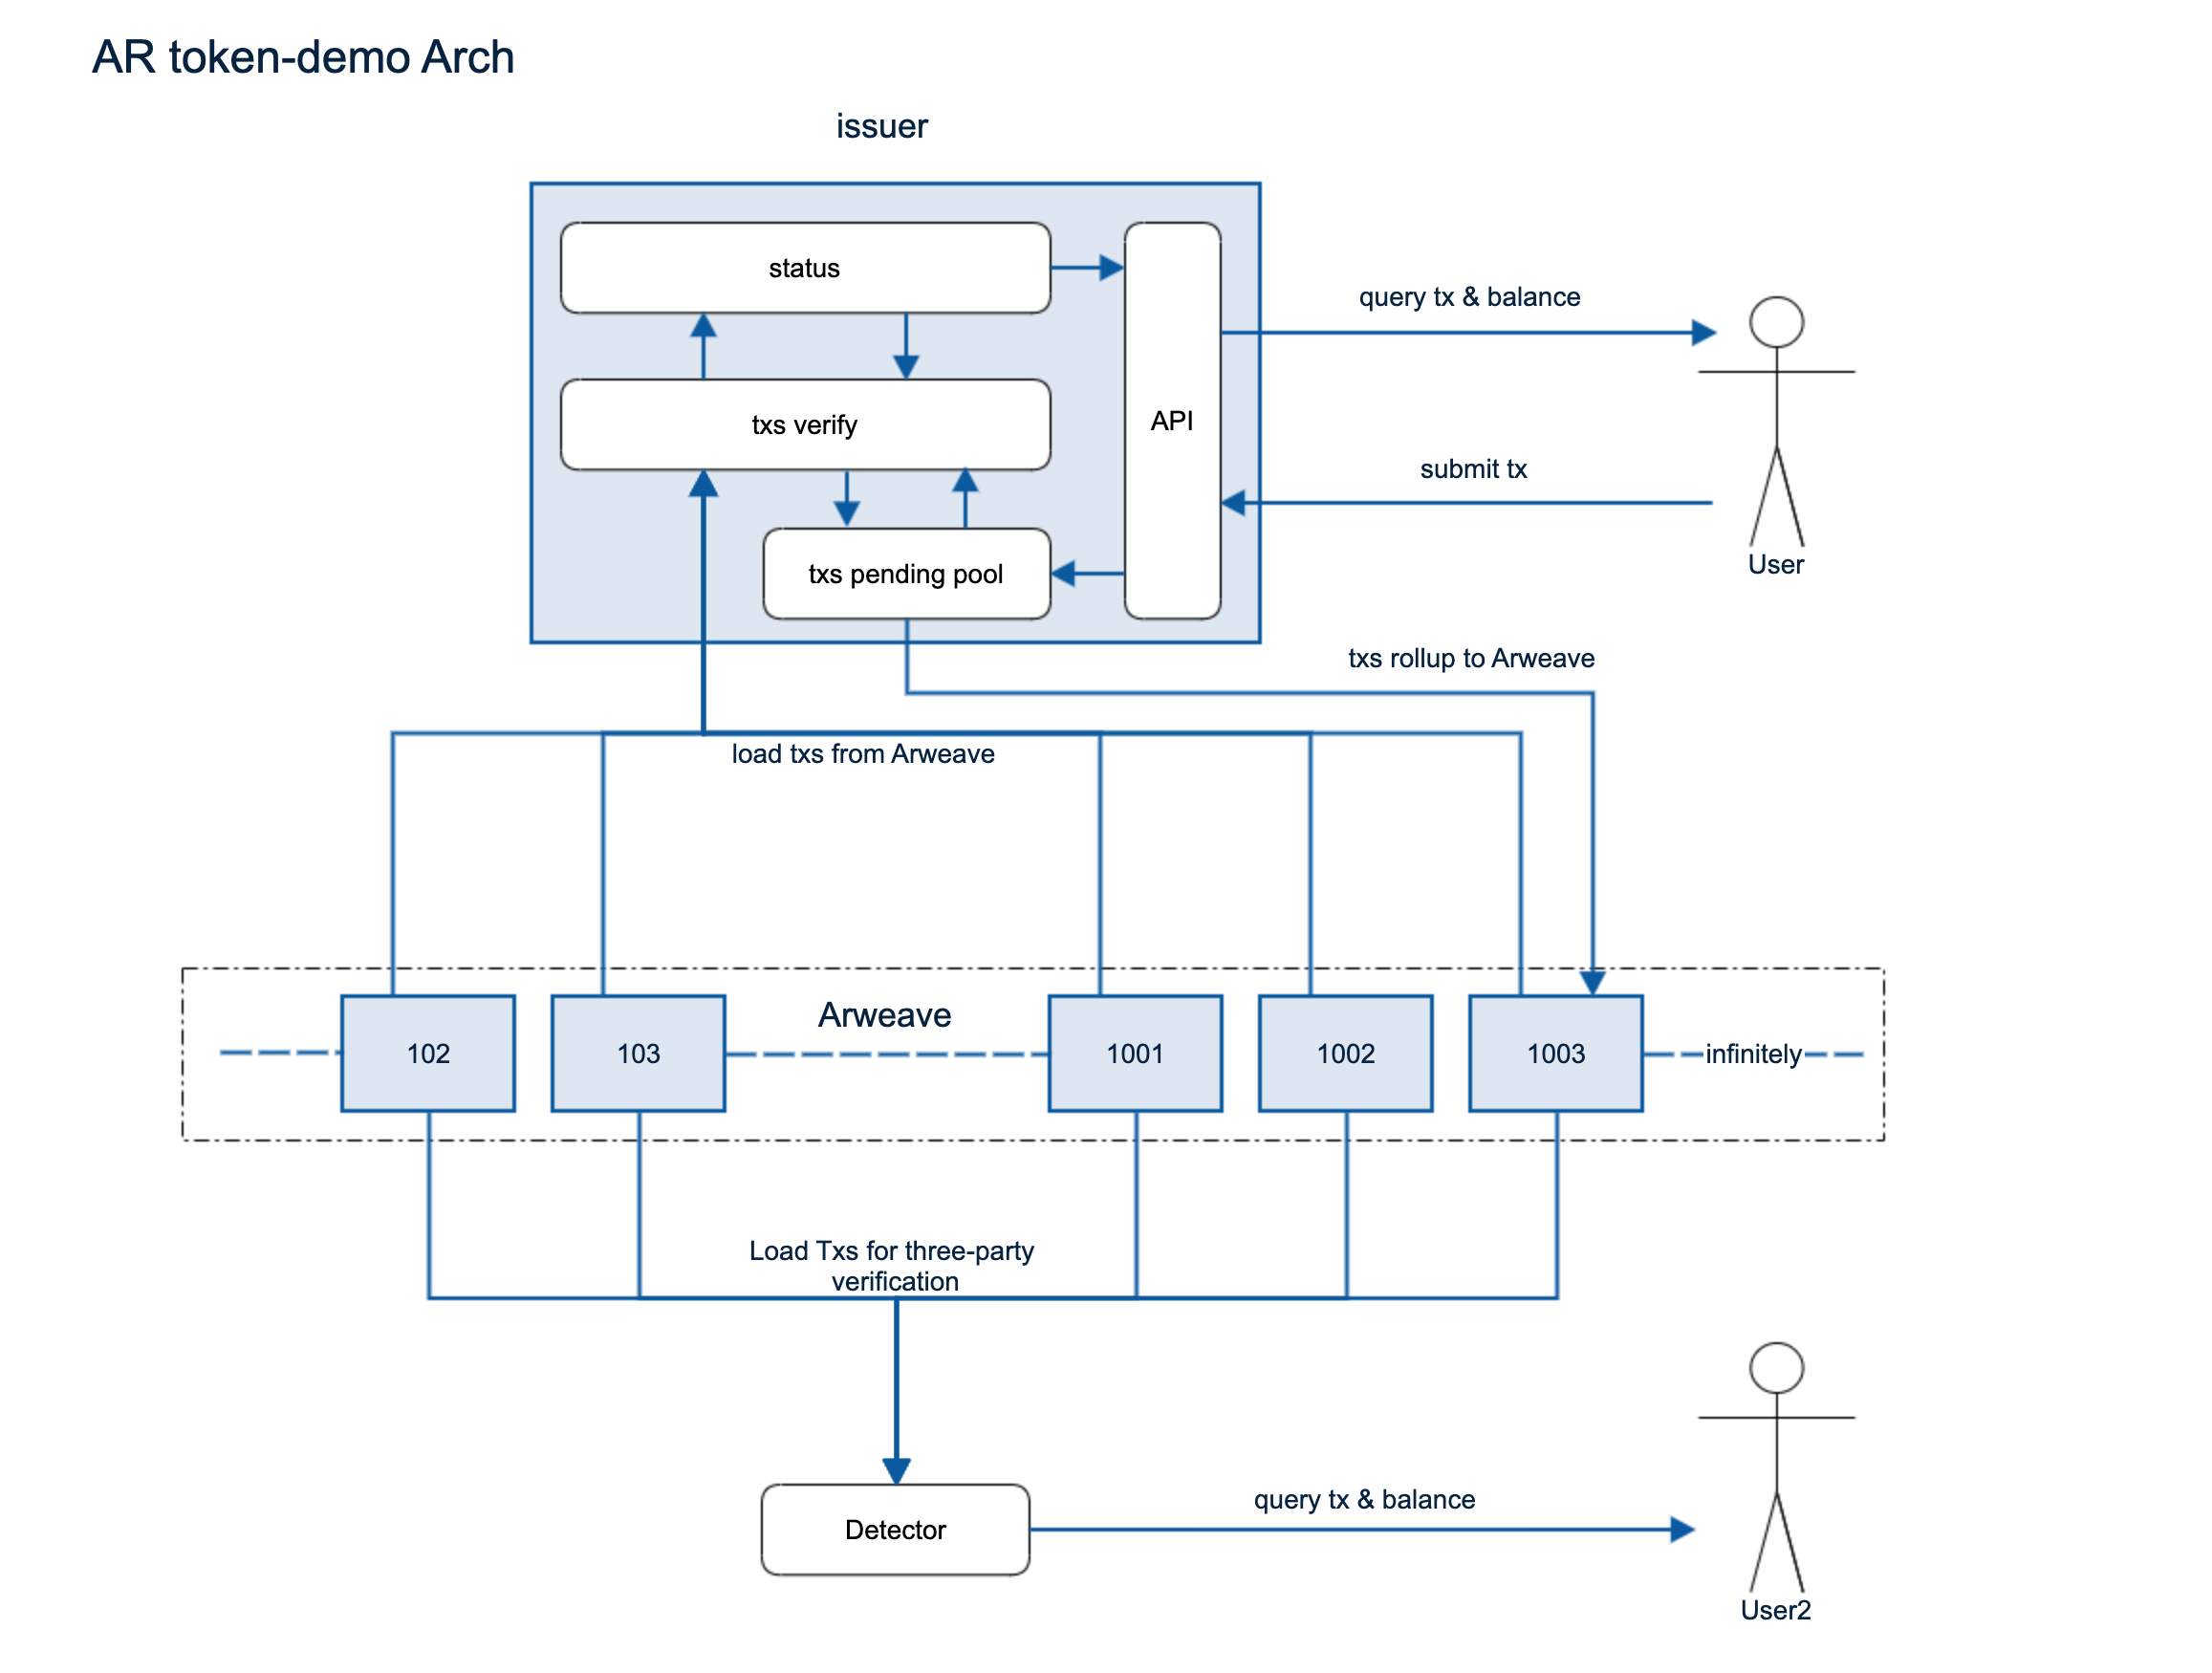 AR token-demo Arch
issuer
status
txs verify
API
txs pending pool
query tx & balance
submit tx
User
txs rollup to Arweave
load txs from Arweave
Arweave
102
103
1001
1002
1003
infinitely
Load Txs for three-party
verification
Detector
query tx & balance
User2